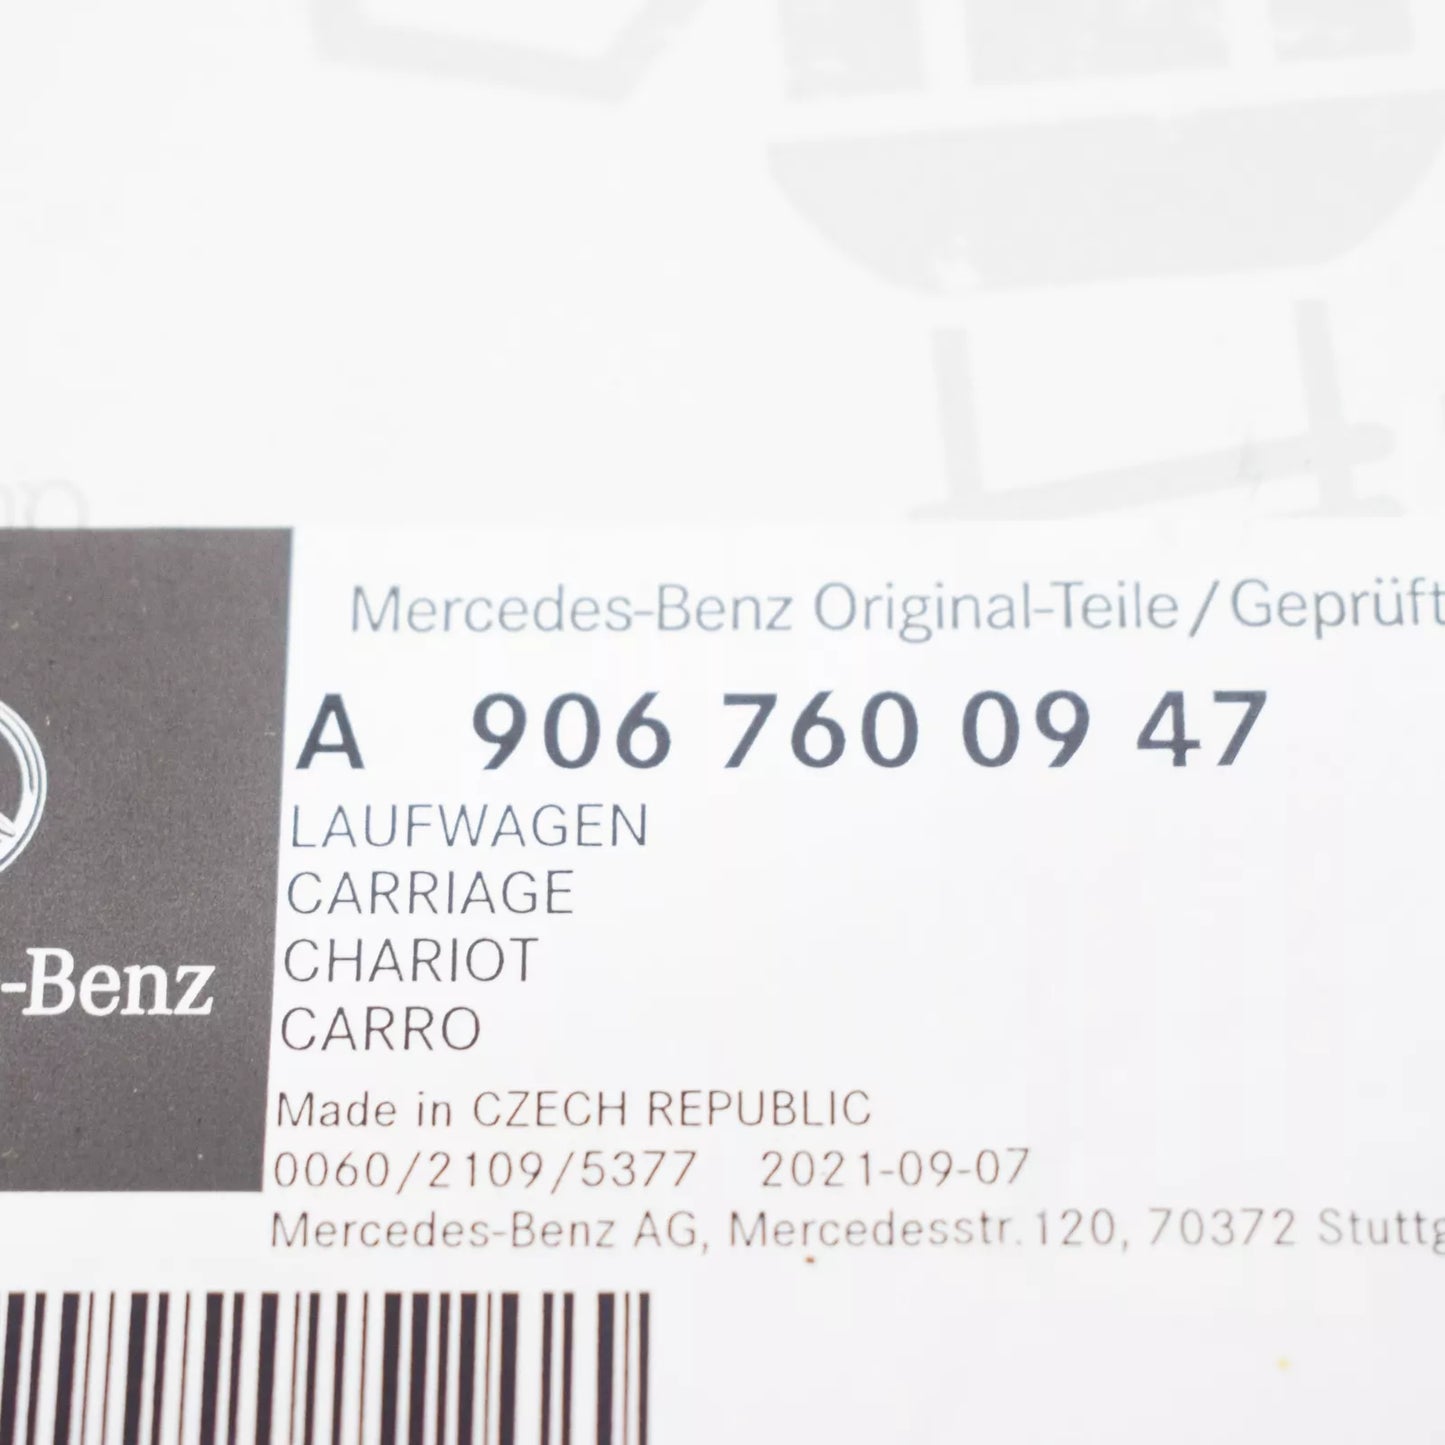 Mercedes-Benz Original-Teile/Geprüft
A 906 760 09 47
LAUFWAGEN
CARRIAGE
CHARIOT
CARRO
-Benz
Made in CZECH REPUBLIC
0060/2109/5377 2021-09-07
Mercedes-Benz AG, Mercedesstr.120, 70372 Stuttg